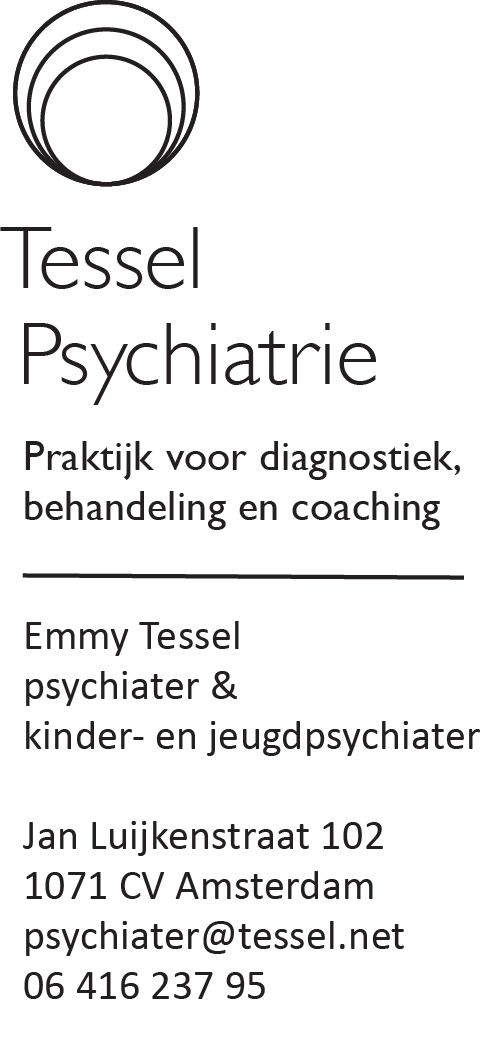 Tessel
Psychiatrie
Praktijk voor diagnostiek,
behandeling en coaching
Emmy Tessel
psychiater &
kinder- en jeugdpsychiater
Jan Luijkenstraat 102
1071 CV Amsterdam
psychiater@tessel.net
06 416 237 95